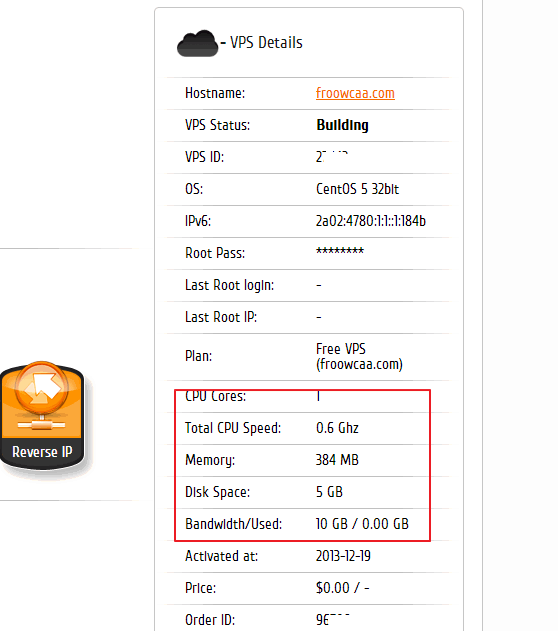 - VPS Details
Hostname: froowcaa.com
VPS Status: Building
VPS ID:
OS: CentOS 5 32bit
IPv6: 2a02:4780:1:1::1:184b
Root Pass: ********
Last Root login: -
Last Root IP: -
Plan: Free VPS
(froowcaa.com)
CPU Cores: 1
Total CPU Speed: 0.6 Ghz
Memory: 384 MB
Disk Space: 5 GB
Bandwidth/Used: 10 GB / 0.00 GB
Activated at: 2013-12-19
Price: $0.00 / -
Order ID:
Reverse IP